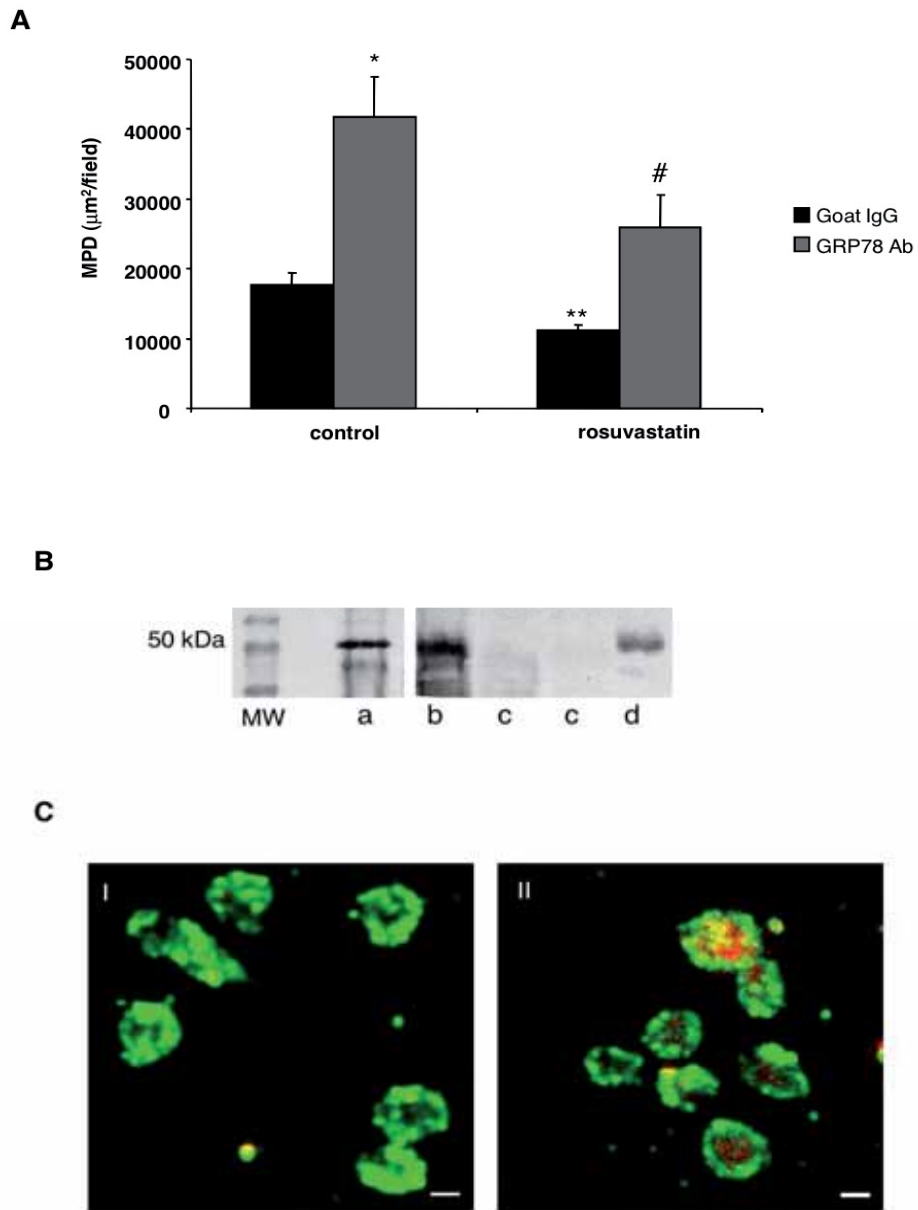 A
50000
40000
30000
20000
10000
0
MPD (μm²/field)
*
**
#
control
rosuvastatin
Goat IgG
GRP78 Ab
B
50 kDa
MW a b c c d
C
I
II